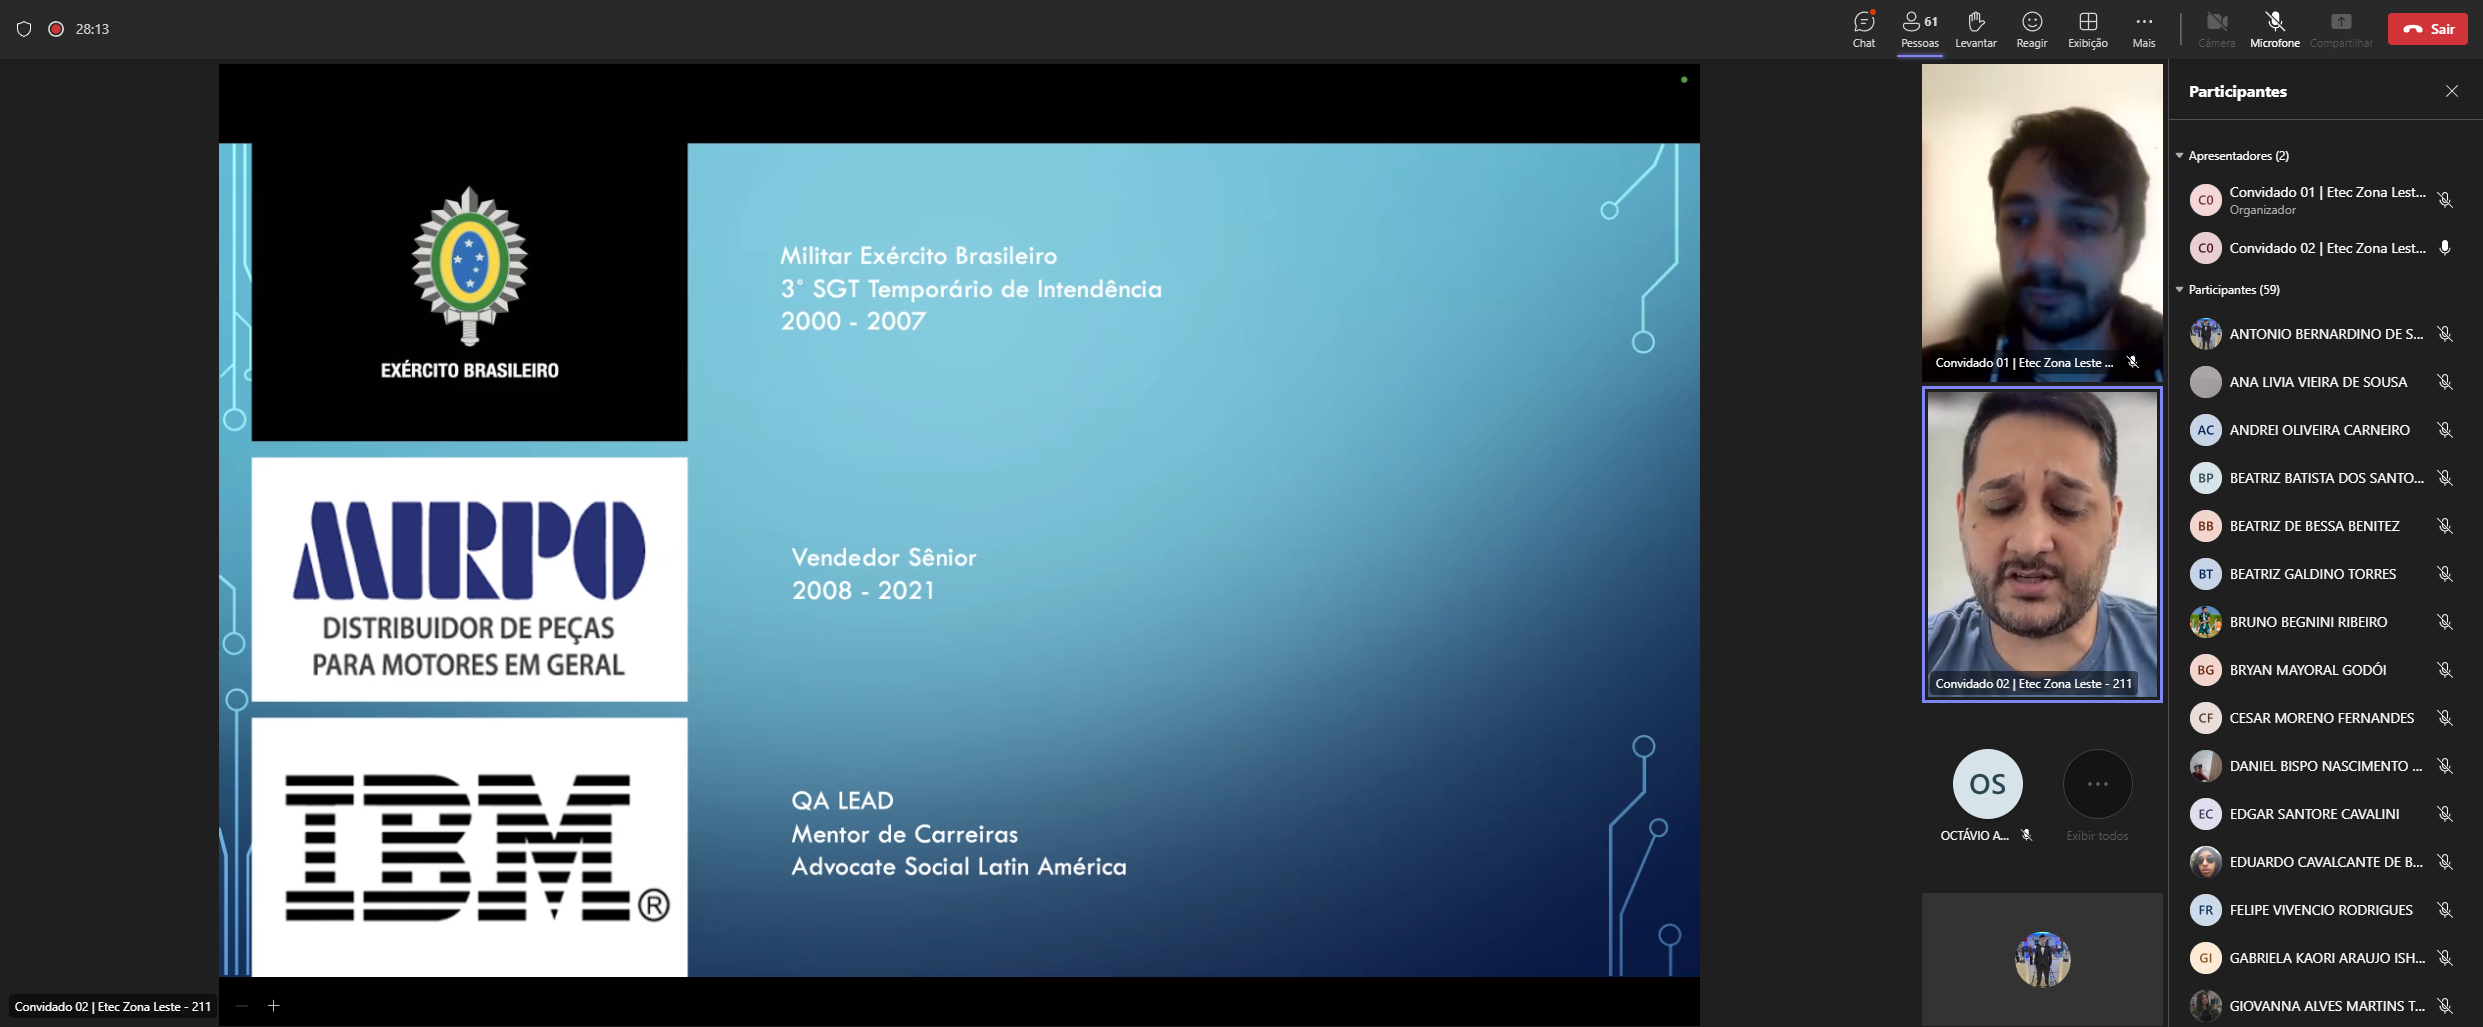 28:13
Chat
61
Pessoas
Levantar
Reagir
Exibição
Mais
Câmera
Microfone
Compartilhar
Sair
EXÉRCITO BRASILEIRO
Militar Exército Brasileiro
3° SGT Temporário de Intendência
2000 - 2007
MIRPO
DISTRIBUIDOR DE PEÇAS
PARA MOTORES EM GERAL
Vendedor Sênior
2008 - 2021
IBM®
QA LEAD
Mentor de Carreiras
Advocate Social Latin América
Convidado 02 | Etec Zona Leste - 211
Convidado 01 | Etec Zona Leste ...
Convidado 02 | Etec Zona Leste - 211
OS
OCTÁVIO A...
Exibir todos
Participantes
Apresentadores (2)
C0
Convidado 01 | Etec Zona Lest...
Organizador
C0
Convidado 02 | Etec Zona Lest...
Participantes (59)
ANTONIO BERNARDINO DE S...
ANA LIVIA VIEIRA DE SOUSA
AC
ANDREI OLIVEIRA CARNEIRO
BP
BEATRIZ BATISTA DOS SANTO...
BB
BEATRIZ DE BESSA BENITEZ
BT
BEATRIZ GALDINO TORRES
BRUNO BEGNINI RIBEIRO
BG
BRYAN MAYORAL GODÓI
CF
CESAR MORENO FERNANDES
DANIEL BISPO NASCIMENTO ...
EC
EDGAR SANTORE CAVALINI
EDUARDO CAVALCANTE DE B...
FR
FELIPE VIVENCIO RODRIGUES
GI
GABRIELA KAORI ARAUJO ISH...
GIOVANNA ALVES MARTINS T...